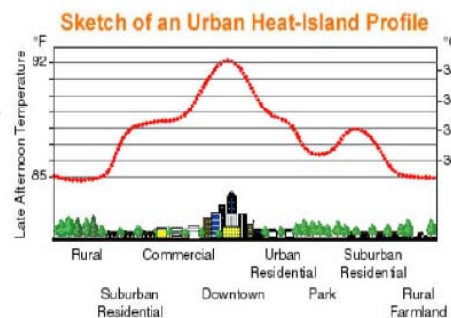 Sketch of an Urban Heat-Island Profile
°F
92
85
Late Afternoon Temperature
Rural
Commercial
Urban
Residential
Suburban
Residential
Suburban
Residential
Downtown
Park
Rural
Farmland